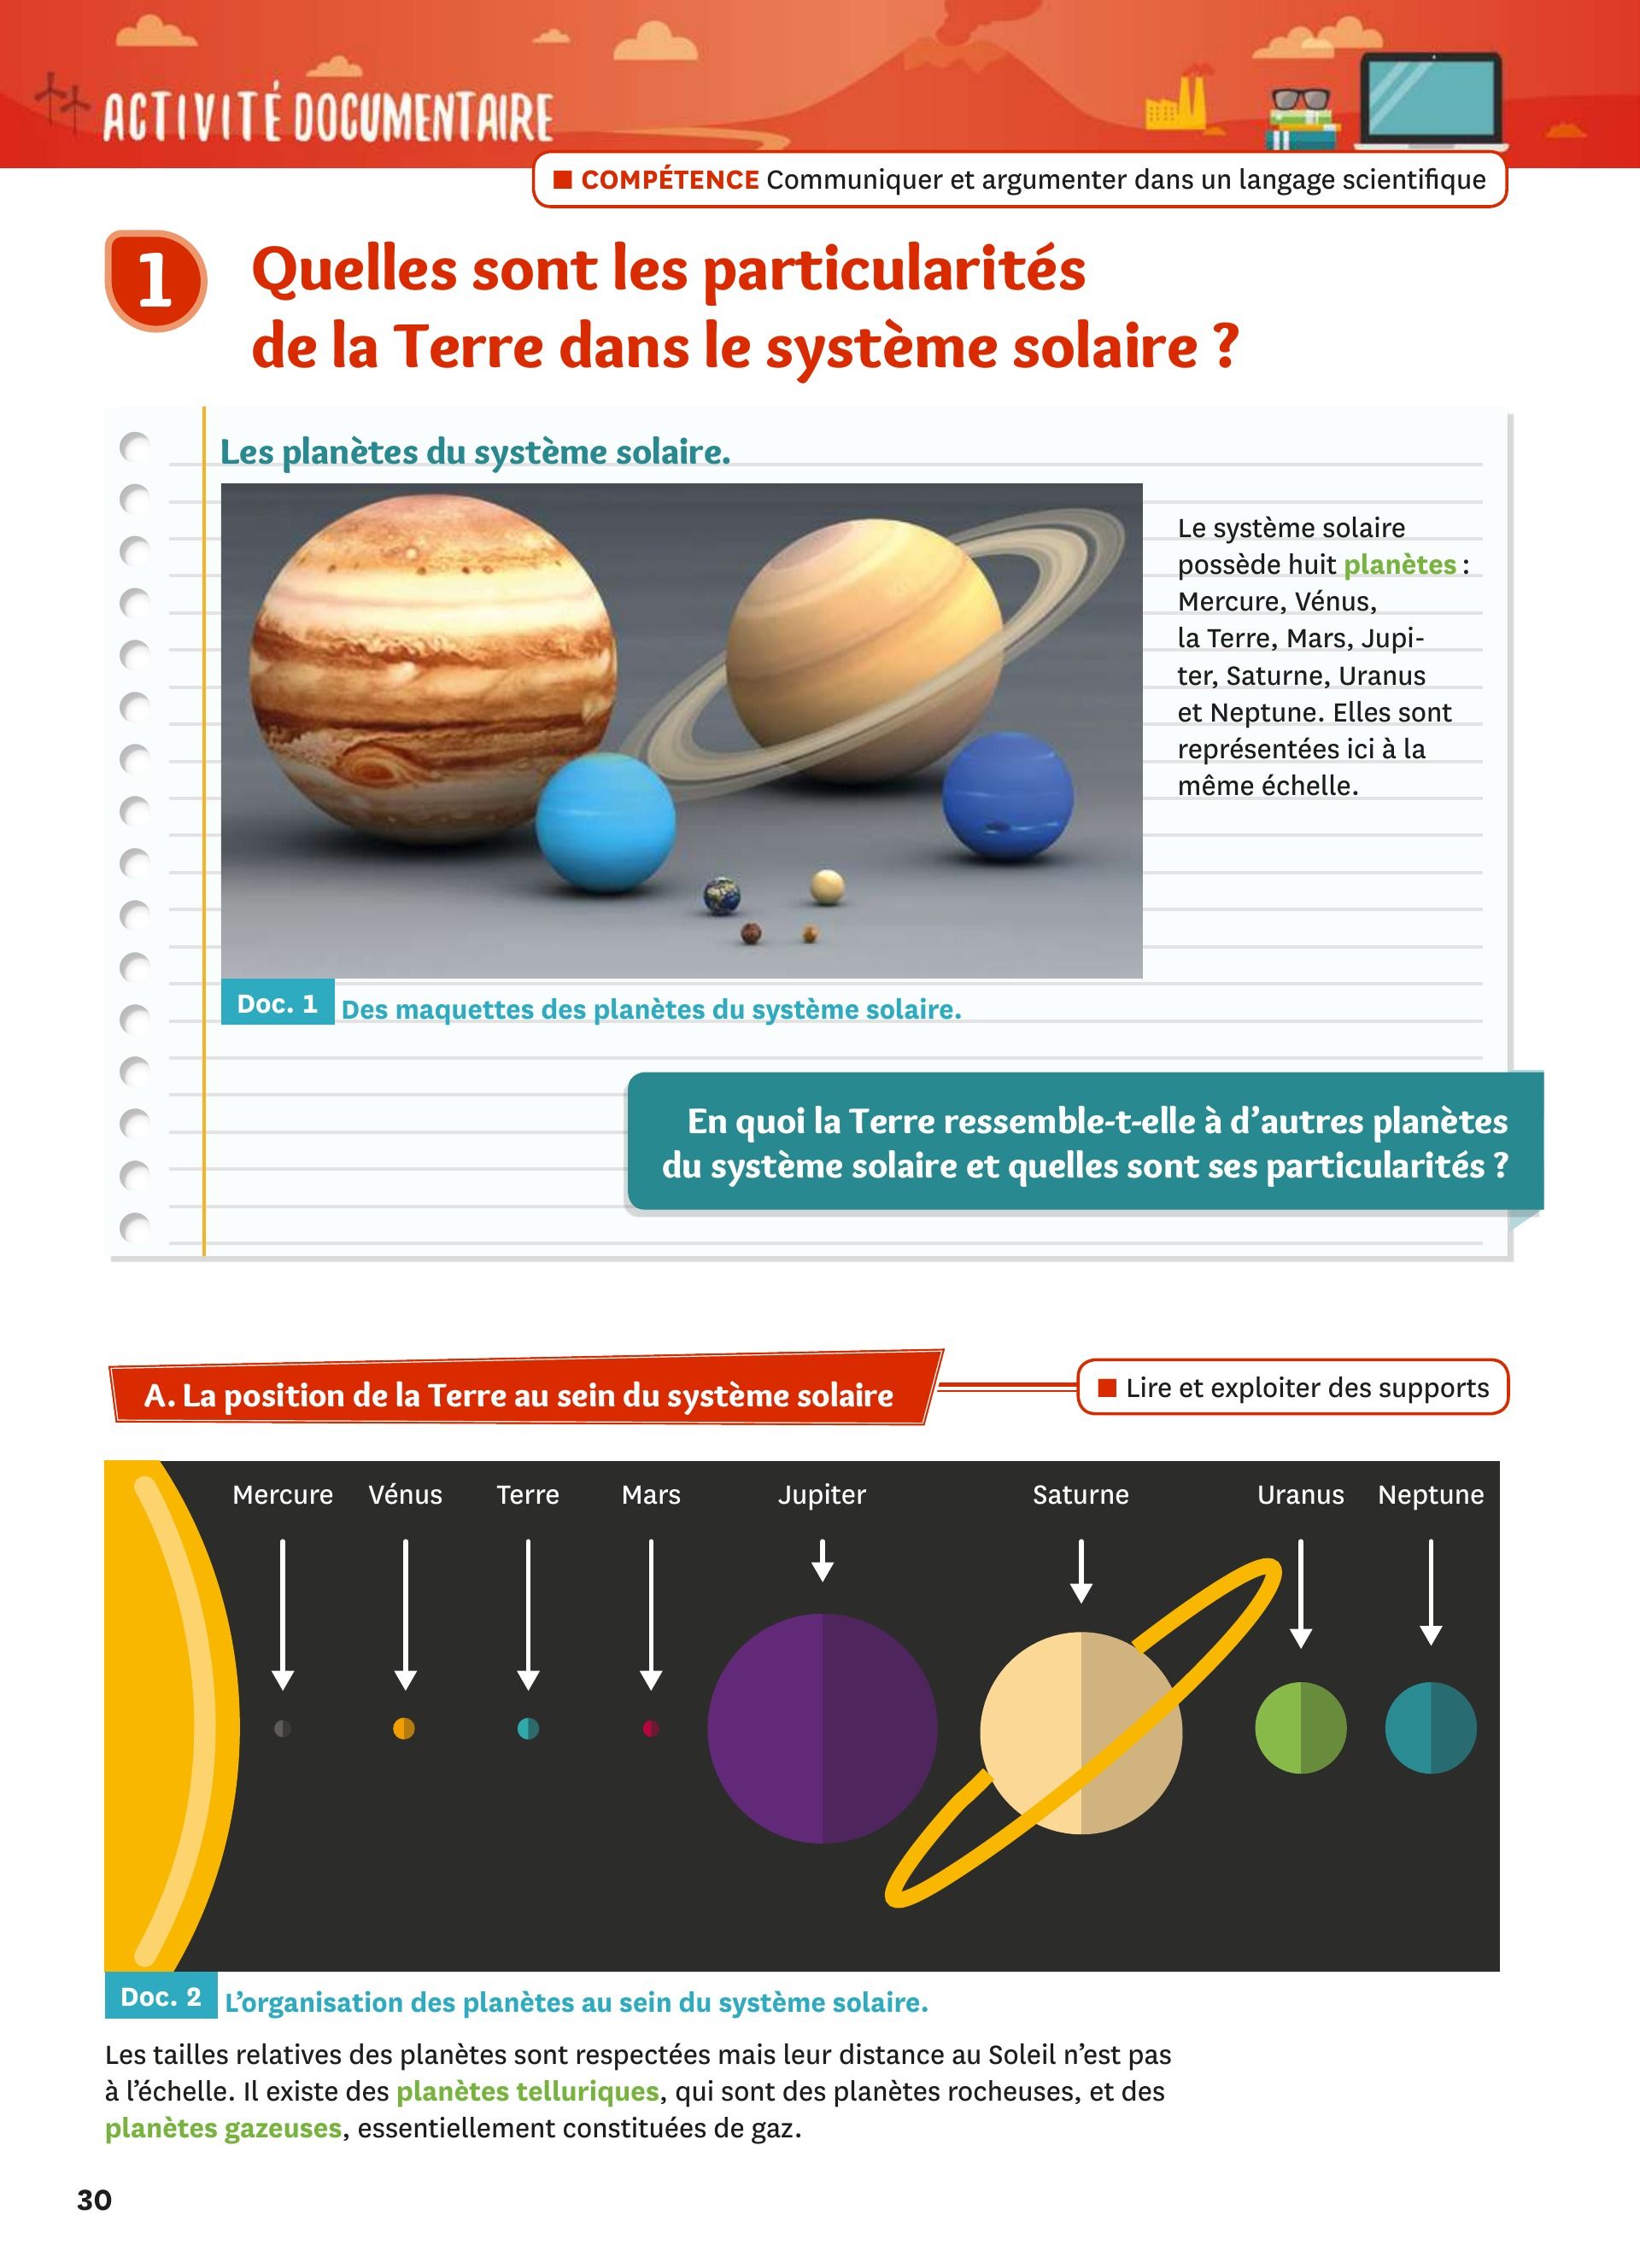 ACTIVITÉ DOCUMENTAIRE
■ COMPÉTENCE Communiquer et argumenter dans un langage scientifique
1
Quelles sont les particularités
de la Terre dans le système solaire ?
Les planètes du système solaire.
Le système solaire
possède huit planètes :
Mercure, Vénus,
la Terre, Mars, Jupi-
ter, Saturne, Uranus
et Neptune. Elles sont
représentées ici à la
même échelle.
Doc. 1 Des maquettes des planètes du système solaire.
En quoi la Terre ressemble-t-elle à d’autres planètes
du système solaire et quelles sont ses particularités ?
A. La position de la Terre au sein du système solaire
■ Lire et exploiter des supports
Mercure Vénus Terre Mars Jupiter Saturne Uranus Neptune
Doc. 2 L’organisation des planètes au sein du système solaire.
Les tailles relatives des planètes sont respectées mais leur distance au Soleil n’est pas
à l’échelle. Il existe des planètes telluriques, qui sont des planètes rocheuses, et des
planètes gazeuses, essentiellement constituées de gaz.
30